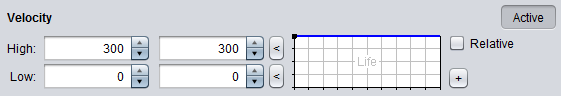 Velocity
Active
High: 300 300 < Relative
Life
Low: 0 0 < +